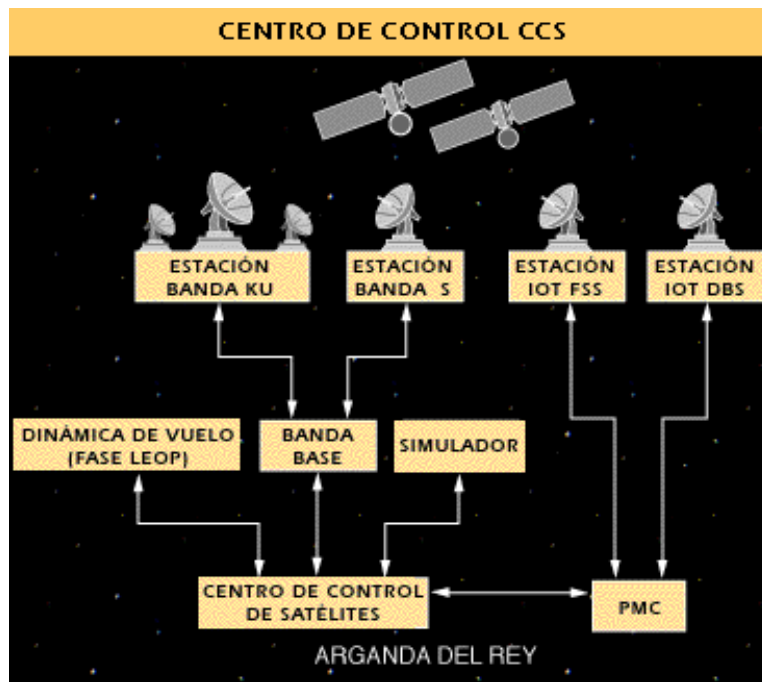 CENTRO DE CONTROL CCS
ESTACIÓN
BANDA KU
ESTACIÓN
BANDA S
ESTACIÓN
IOT FSS
ESTACIÓN
IOT DBS
DINÁMICA DE VUELO
(FASE LEOP)
BANDA
BASE
SIMULADOR
CENTRO DE CONTROL
DE SATÉLITES
PMC
ARGANDA DEL REY